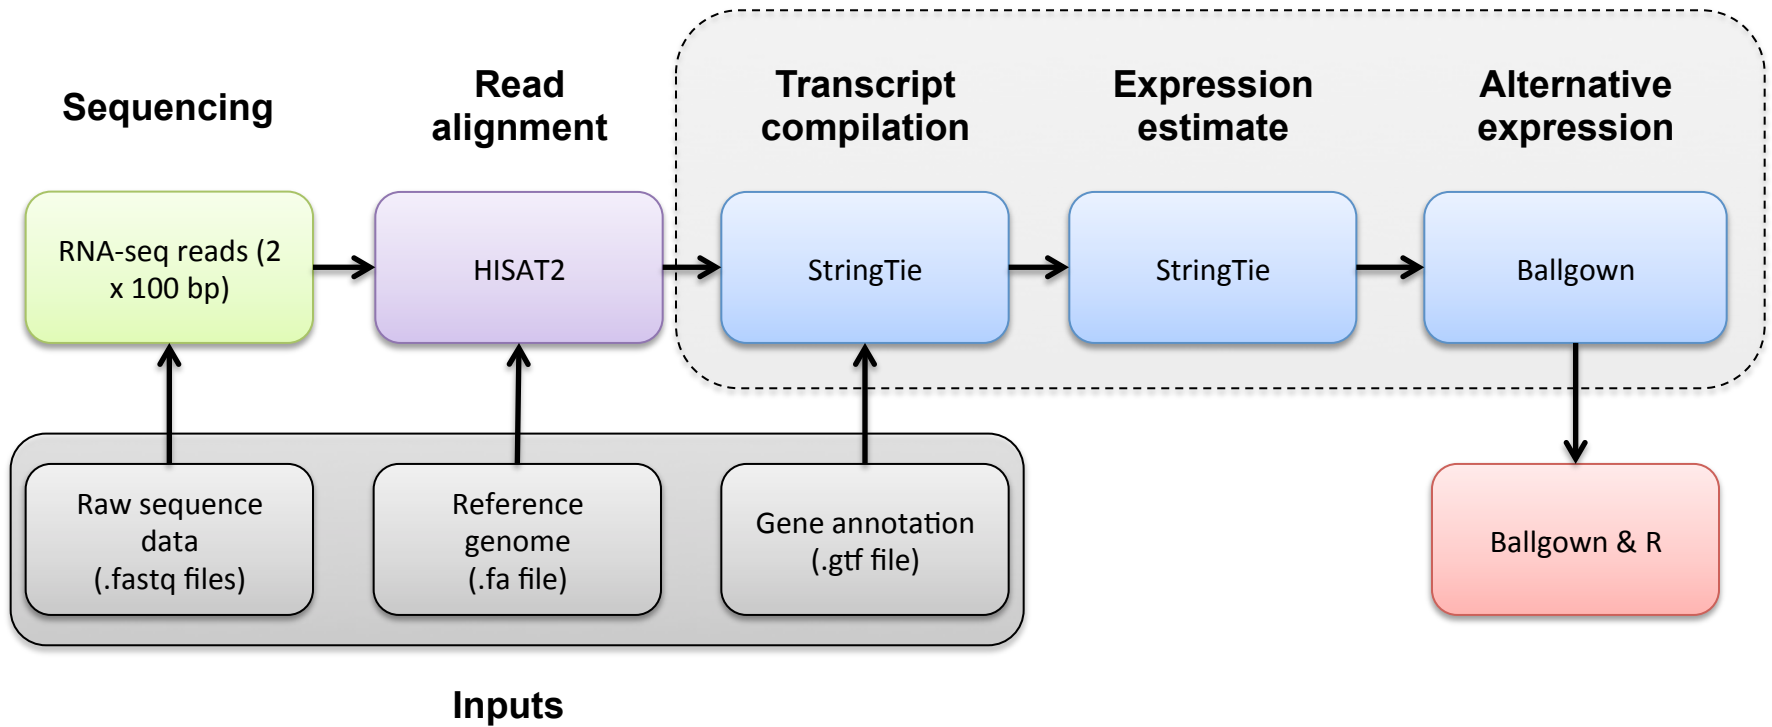 Sequencing
Read
alignment
Transcript
compilation
Expression
estimate
Alternative
expression
RNA-seq reads (2
x 100 bp)
HISAT2
StringTie
StringTie
Ballgown
Raw sequence
data
(.fastq files)
Reference
genome
(.fa file)
Gene annotation
(.gtf file)
Ballgown & R
Inputs